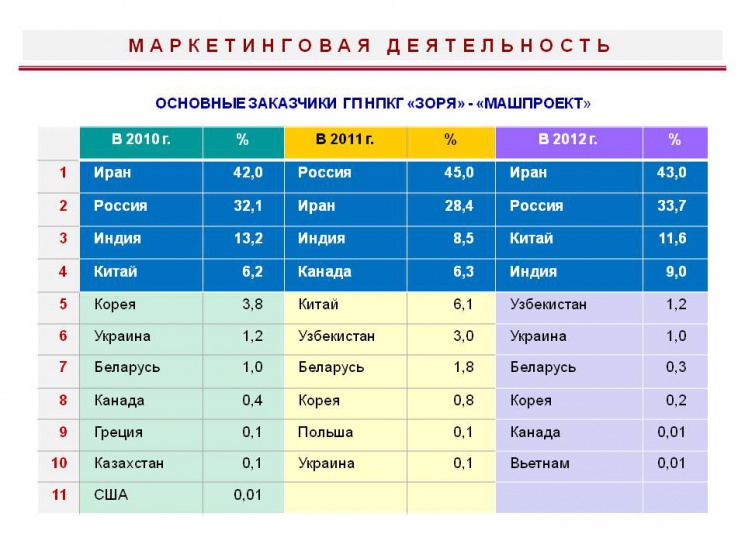 МАРКЕТИНГОВАЯ ДЕЯТЕЛЬНОСТЬ
ОСНОВНЫЕ ЗАКАЗЧИКИ ГП НПКГ «ЗОРЯ» - «МАШПРОЕКТ»
В 2010 г. % В 2011 г. % В 2012 г. %
1 Иран 42,0 Россия 45,0 Иран 43,0
2 Россия 32,1 Иран 28,4 Россия 33,7
3 Индия 13,2 Индия 8,5 Китай 11,6
4 Китай 6,2 Канада 6,3 Индия 9,0
5 Корея 3,8 Китай 6,1 Узбекистан 1,2
6 Украина 1,2 Узбекистан 3,0 Украина 1,0
7 Беларусь 1,0 Беларусь 1,8 Беларусь 0,3
8 Канада 0,4 Корея 0,8 Корея 0,2
9 Греция 0,1 Польша 0,1 Канада 0,01
10 Казахстан 0,1 Украина 0,1 Вьетнам 0,01
11 США 0,01